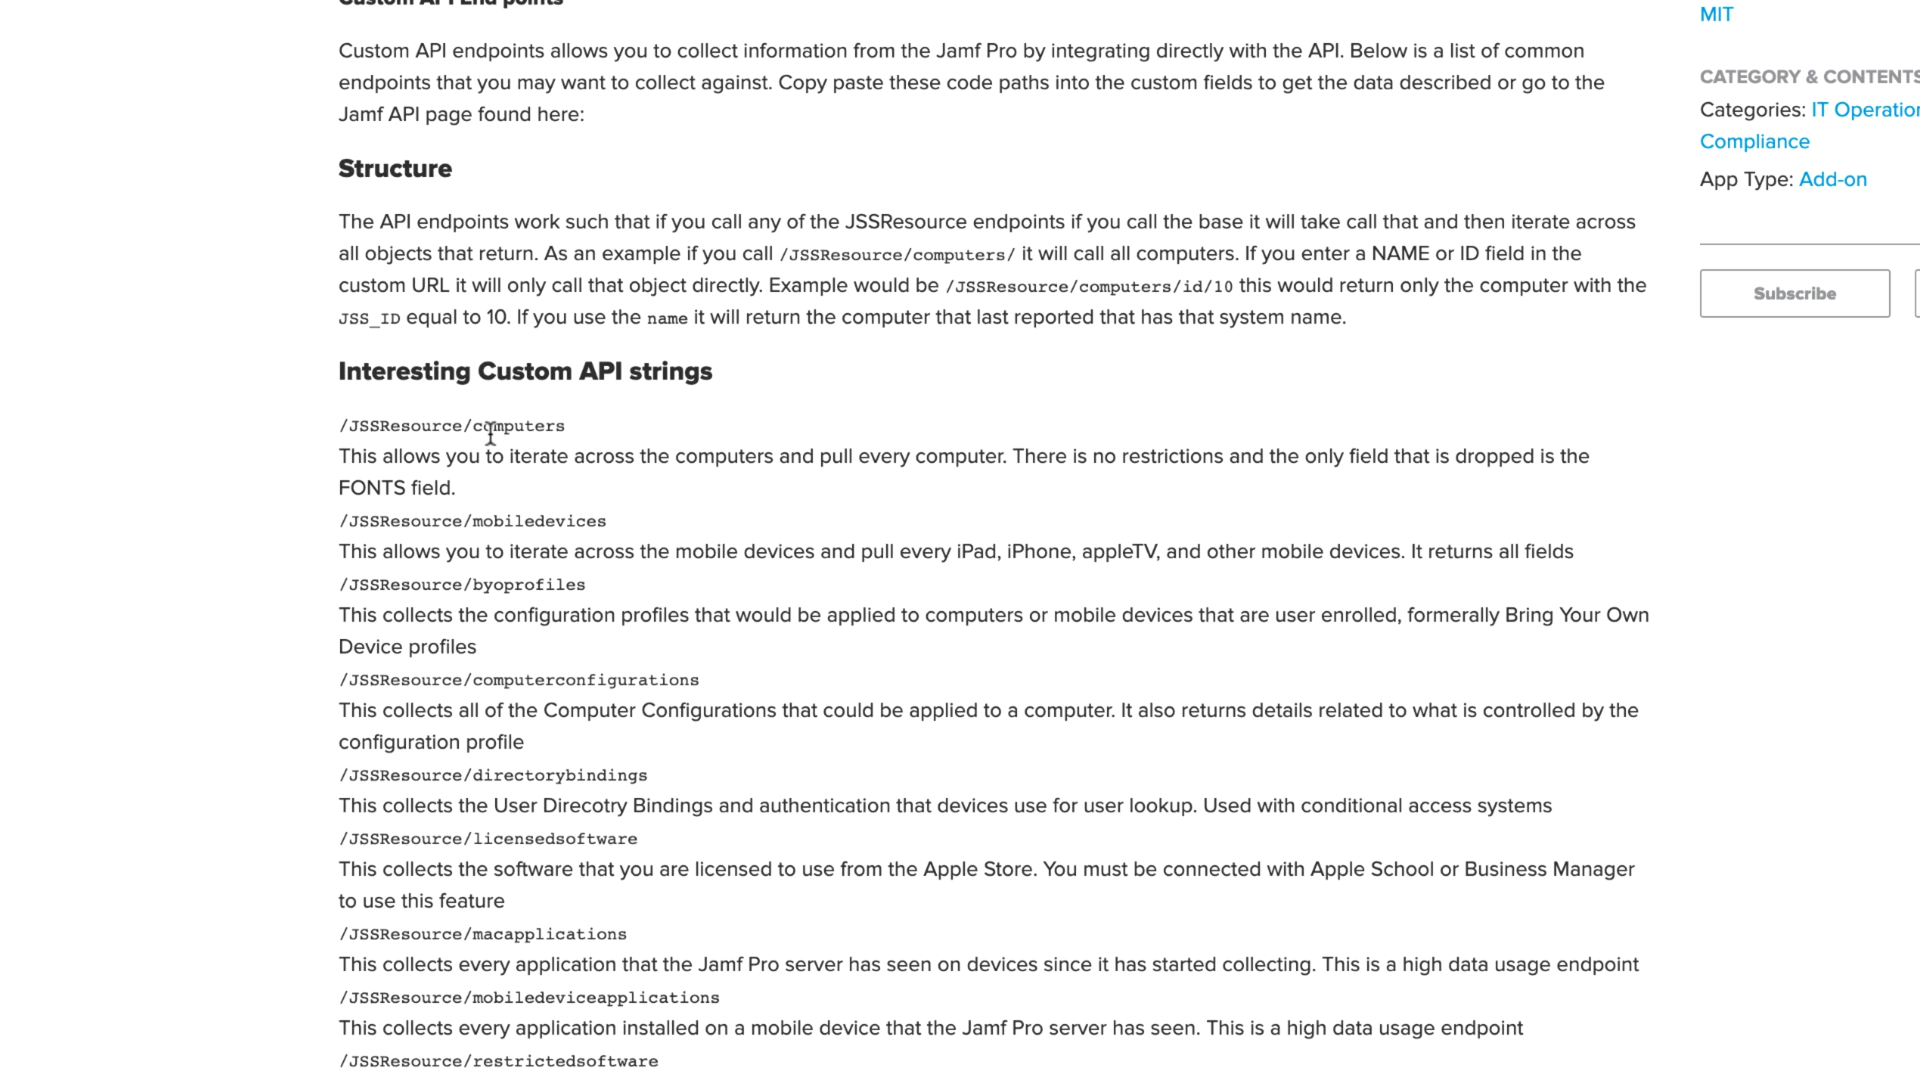 Custom API End points
Custom API endpoints allows you to collect information from the Jamf Pro by integrating directly with the API. Below is a list of common
endpoints that you may want to collect against. Copy paste these code paths into the custom fields to get the data described or go to the
Jamf API page found here:
Structure
The API endpoints work such that if you call any of the JSSResource endpoints if you call the base it will take call that and then iterate across
all objects that return. As an example if you call /JSSResource/computers/ it will call all computers. If you enter a NAME or ID field in the
custom URL it will only call that object directly. Example would be /JSSResource/computers/id/10 this would return only the computer with the
JSS_ID equal to 10. If you use the name it will return the computer that last reported that has that system name.
Interesting Custom API strings
/JSSResource/computers
This allows you to iterate across the computers and pull every computer. There is no restrictions and the only field that is dropped is the
FONTS field.
/JSSResource/mobiledevices
This allows you to iterate across the mobile devices and pull every iPad, iPhone, appleTV, and other mobile devices. It returns all fields
/JSSResource/byoprofiles
This collects the configuration profiles that would be applied to computers or mobile devices that are user enrolled, formerally Bring Your Own
Device profiles
/JSSResource/computerconfigurations
This collects all of the Computer Configurations that could be applied to a computer. It also returns details related to what is controlled by the
configuration profile
/JSSResource/directorybindings
This collects the User Direcotry Bindings and authentication that devices use for user lookup. Used with conditional access systems
/JSSResource/licensedsoftware
This collects the software that you are licensed to use from the Apple Store. You must be connected with Apple School or Business Manager
to use this feature
/JSSResource/macapplications
This collects every application that the Jamf Pro server has seen on devices since it has started collecting. This is a high data usage endpoint
/JSSResource/mobiledeviceapplications
This collects every application installed on a mobile device that the Jamf Pro server has seen. This is a high data usage endpoint
/JSSResource/restrictedsoftware
MIT
CATEGORY & CONTENTS
Categories: IT Operation
Compliance
App Type: Add-on
Subscribe